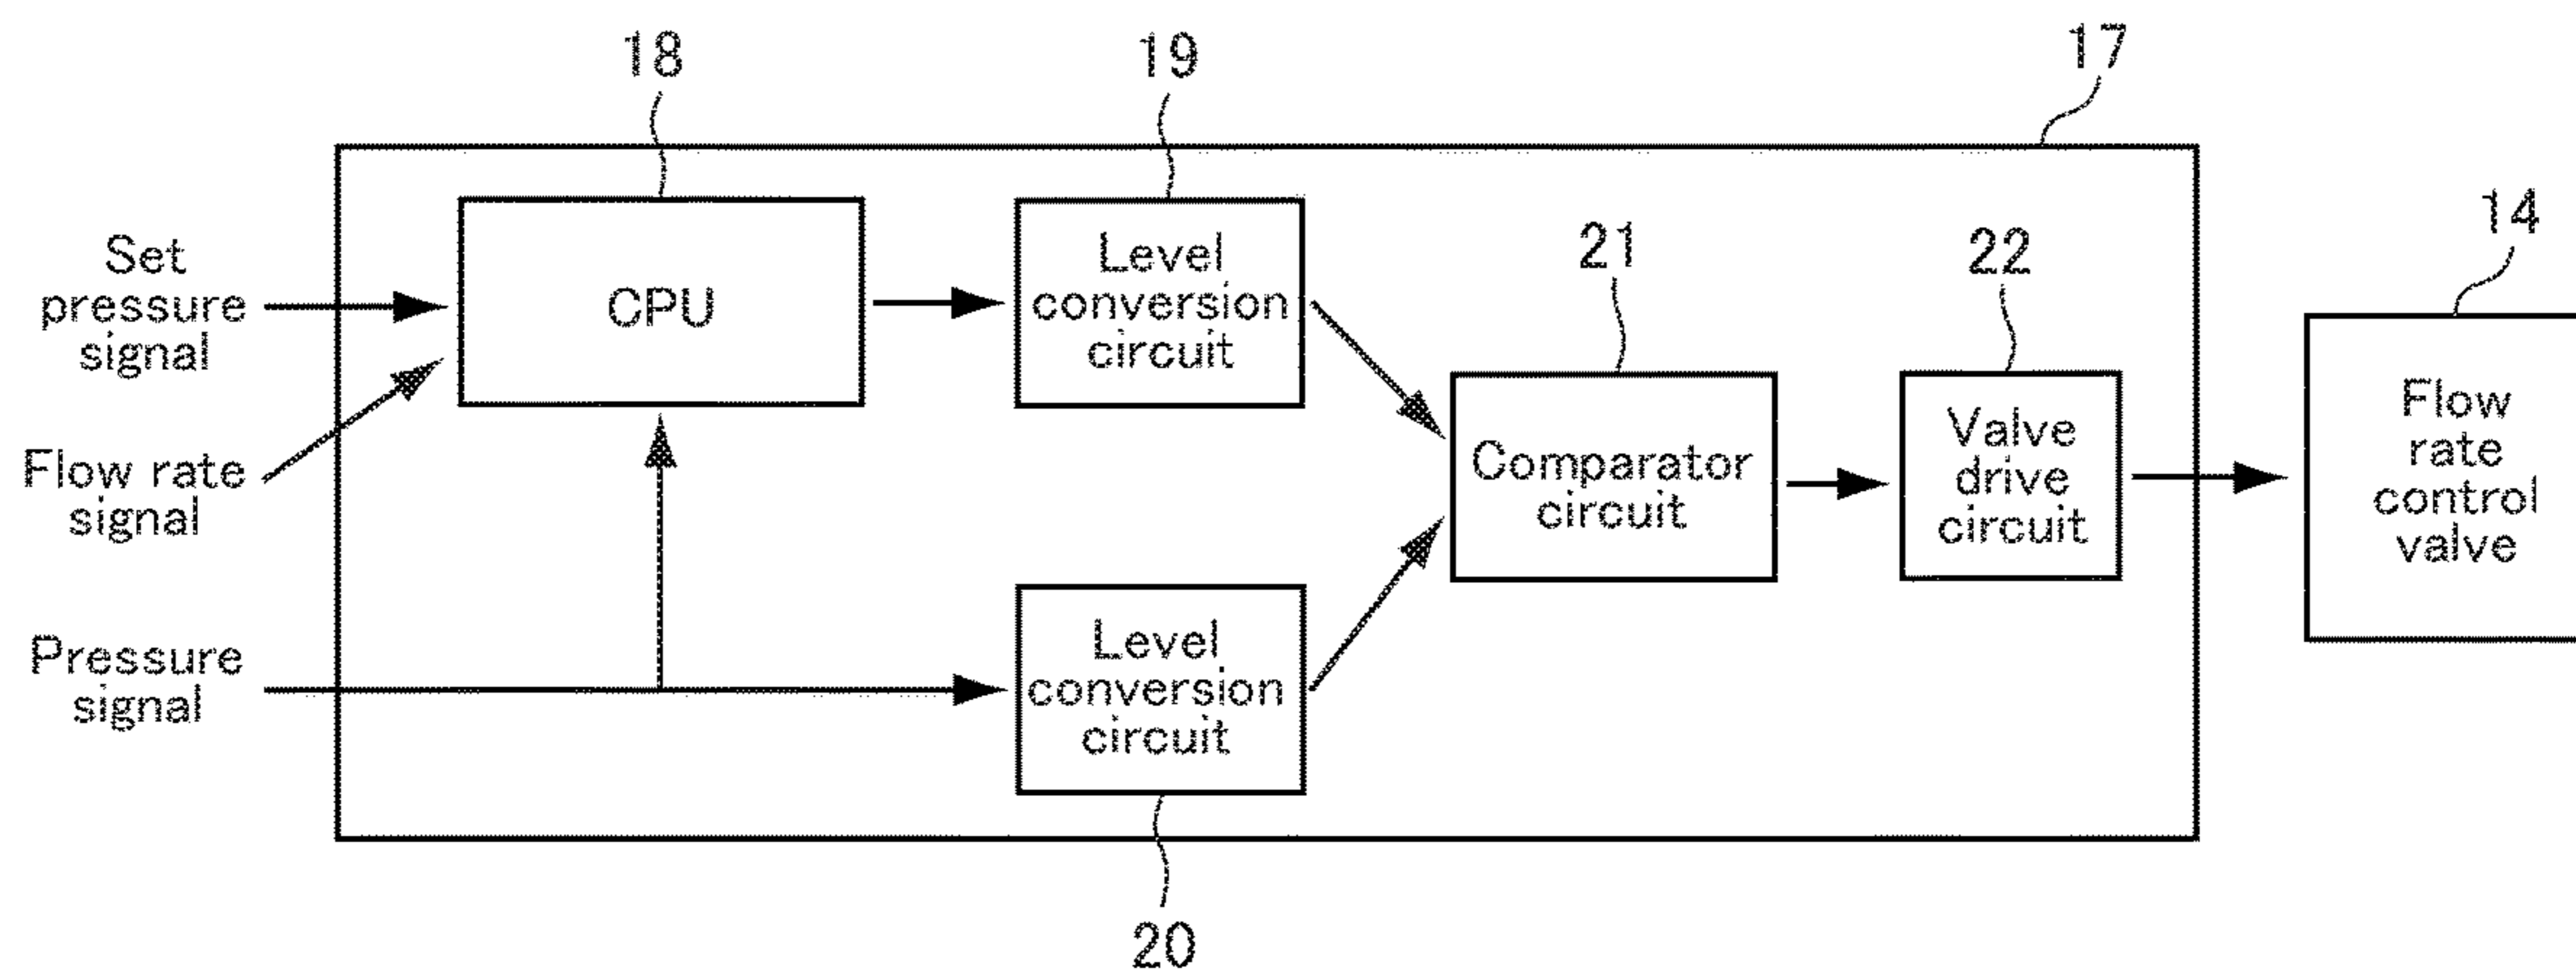 18
19
17
14
Set
pressure
signal
CPU
Level
conversion
circuit
21
22
Flow rate
signal
Comparator
circuit
Valve
drive
circuit
Flow
rate
control
valve
Pressure
signal
Level
conversion
circuit
20